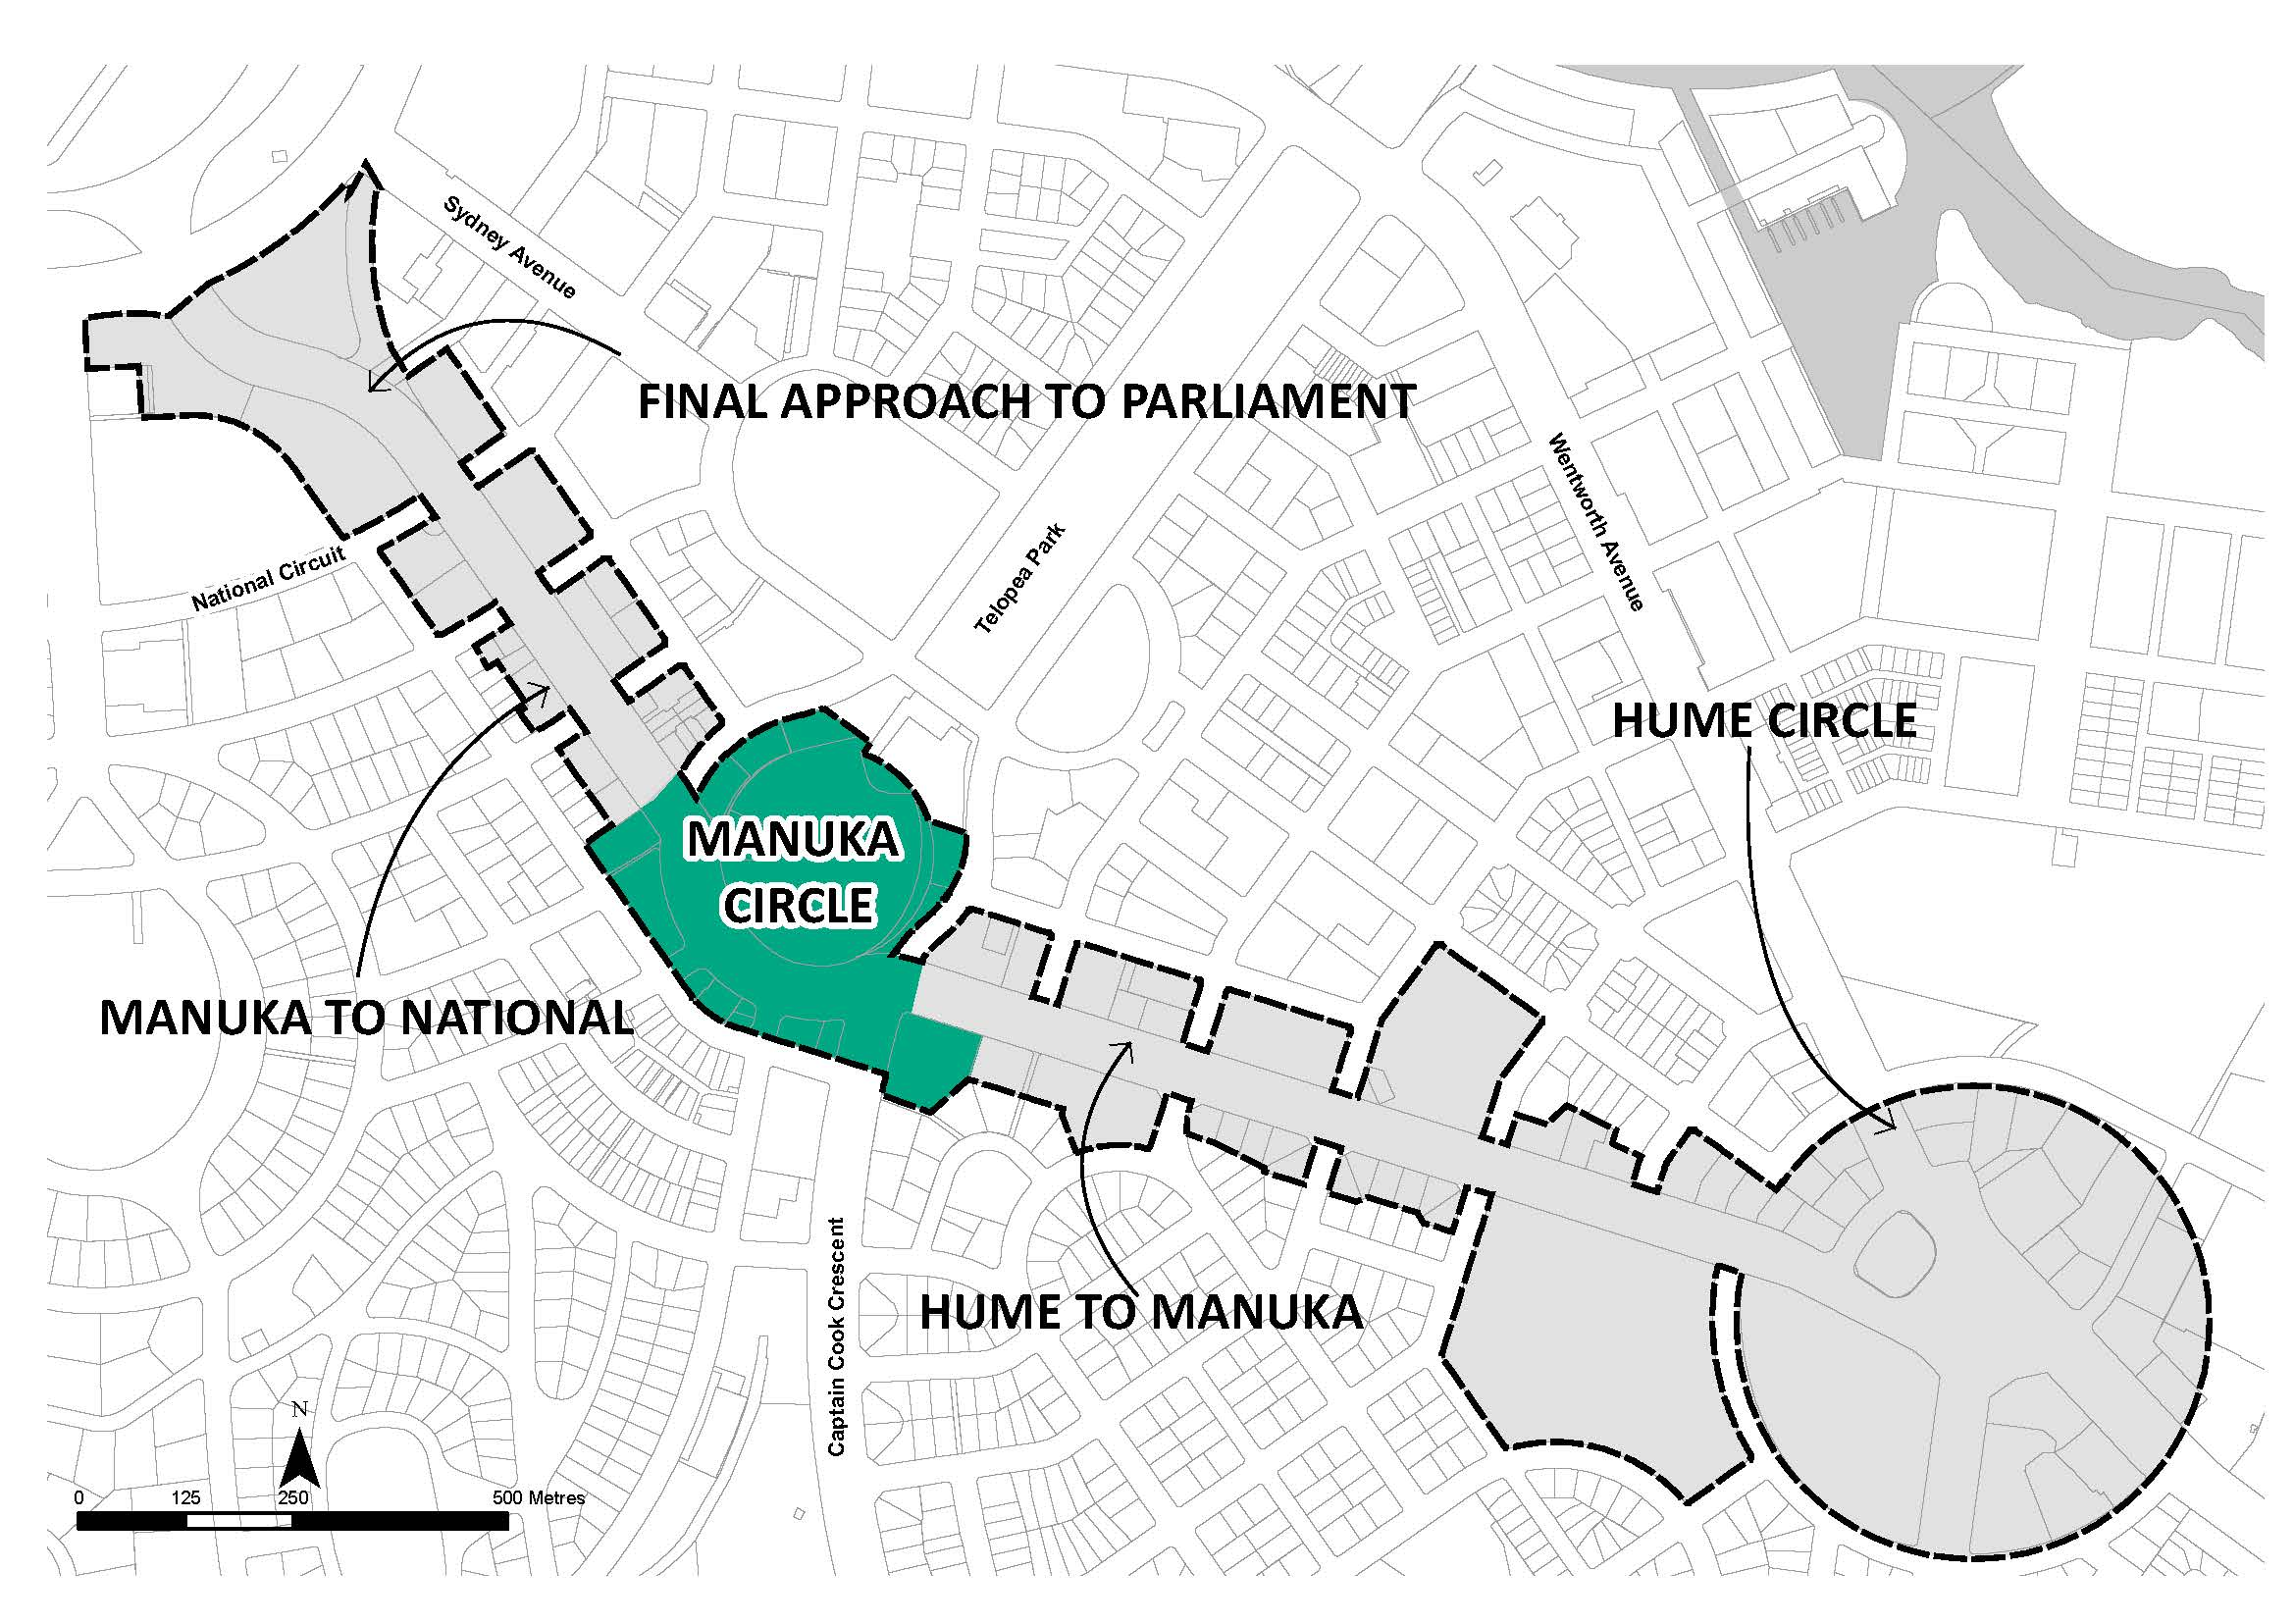 Sydney Avenue
FINAL APPROACH TO PARLIAMENT
Wentworth Avenue
National Circuit
Telopea Park
HUME CIRCLE
MANUKA
CIRCLE
MANUKA TO NATIONAL
HUME TO MANUKA
Captain Cook Crescent
N
0 125 250 500 Metres